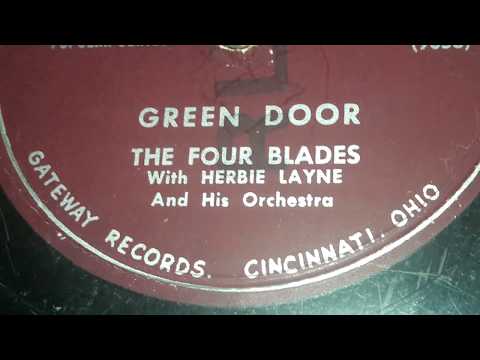 GREEN DOOR
THE FOUR BLADES
With HERBIE LAYNE
And His Orchestra
GATEWAY RECORDS. CINCINNATI. OHIO